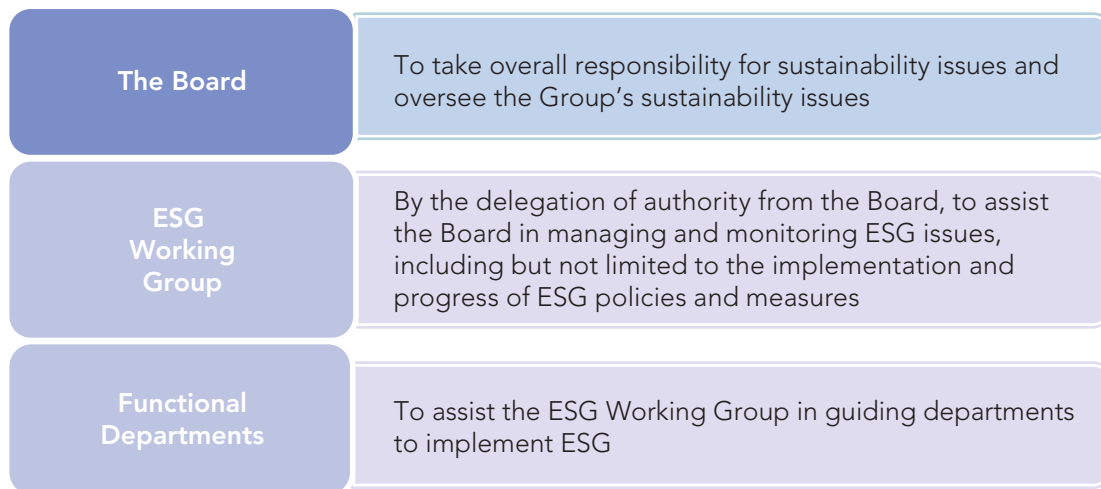 The Board
To take overall responsibility for sustainability issues and
oversee the Group’s sustainability issues
ESG
Working
Group
By the delegation of authority from the Board, to assist
the Board in managing and monitoring ESG issues,
including but not limited to the implementation and
progress of ESG policies and measures
Functional
Departments
To assist the ESG Working Group in guiding departments
to implement ESG